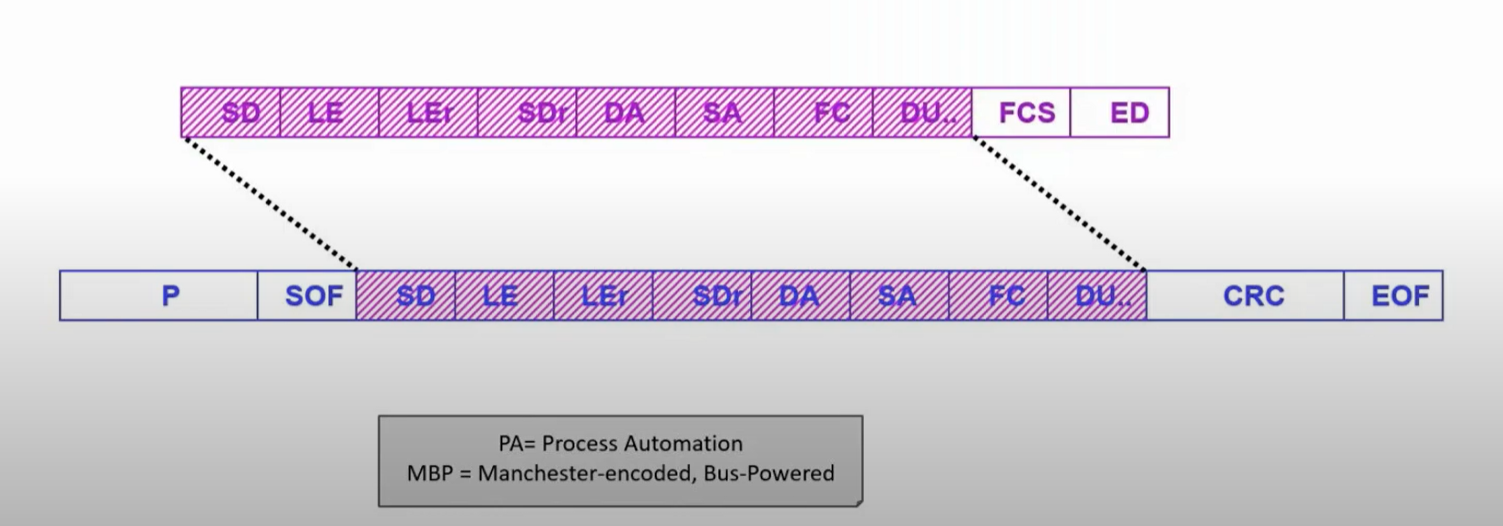 SD LE LEr SDr DA SA FC DU.. FCS ED
P SOF SD LE LEr SDr DA SA FC DU.. CRC EOF
PA= Process Automation
MBP = Manchester-encoded, Bus-Powered